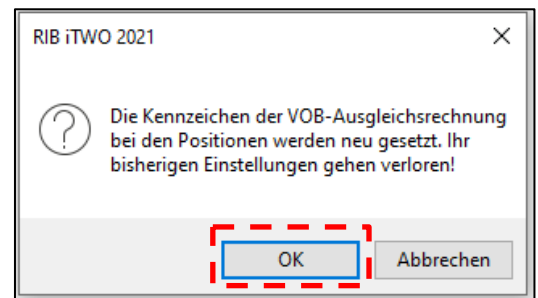 RIB iTWO 2021
Die Kennzeichen der VOB-Ausgleichsrechnung
bei den Positionen werden neu gesetzt. Ihr
bisherigen Einstellungen gehen verloren!
OK
Abbrechen